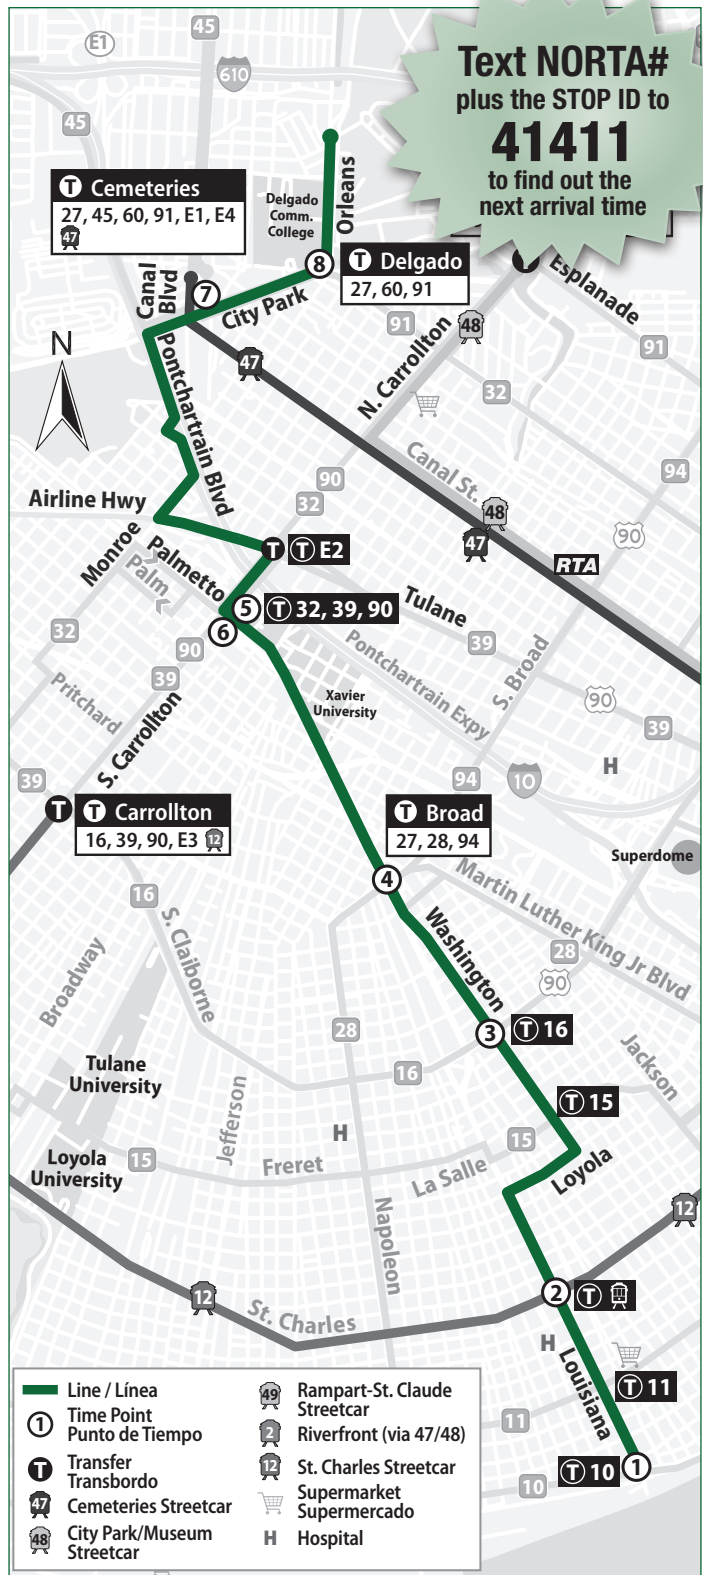 Text NORTA#
plus the STOP ID to
41411
to find out the
next arrival time
45
E1
610
45
T Cemeteries
27, 45, 60, 91, E1, E4
47
Delgado
Comm.
College
Orleans
8
T Delgado
27, 60, 91
T
Esplanade
Canal
Blvd
7
City Park
N
91
48
91
N. Carrollton
47
32
Pontchartrain Blvd
Canal St.
94
90
32
48
47
90
RTA
Airline Hwy
Monroe
Palmetto
Palm
T
T E2
5
T 32, 39, 90
6
Tulane
39
32
90
39
Pritchard
S. Carrollton
Xavier
University
Pontchartrain Expy
S. Broad
90
39
H
94
10
39
T
T Carrollton
16, 39, 90, E3 12
T Broad
27, 28, 94
Superdome
4
16
S. Claiborne
Broadway
Martin Luther King Jr Blvd
Washington
28
90
3
T 16
28
16
Tulane
University
Jefferson
H
Jackson
T 15
15
Loyola
University
15
Freret
La Salle
Loyola
Napoleon
12
12
St. Charles
2
T
H
Louisiana
T 11
11
T 10
1
10
Line / Línea
1 Time Point
Punto de Tiempo
T Transfer
Transbordo
47 Cemeteries Streetcar
48 City Park/Museum
Streetcar
49 Rampart-St. Claude
Streetcar
2 Riverfront (via 47/48)
12 St. Charles Streetcar
Supermarket
Supermercado
H Hospital